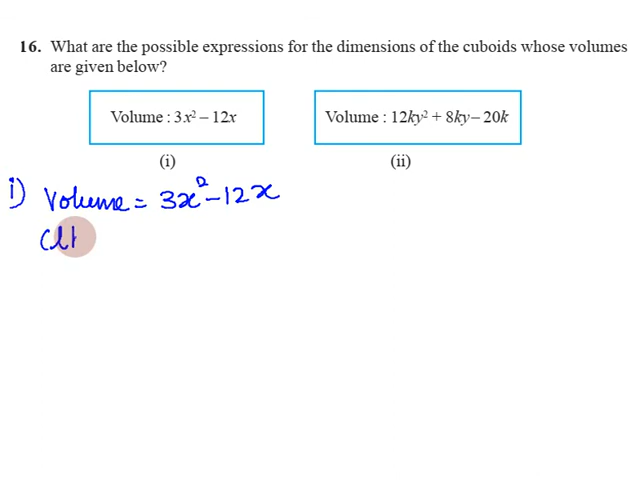 16. What are the possible expressions for the dimensions of the cuboids whose volumes
are given below?
Volume : 3x² – 12x
Volume : 12ky² + 8ky – 20k
(i)
(ii)
i) Volume = 3x² - 12x